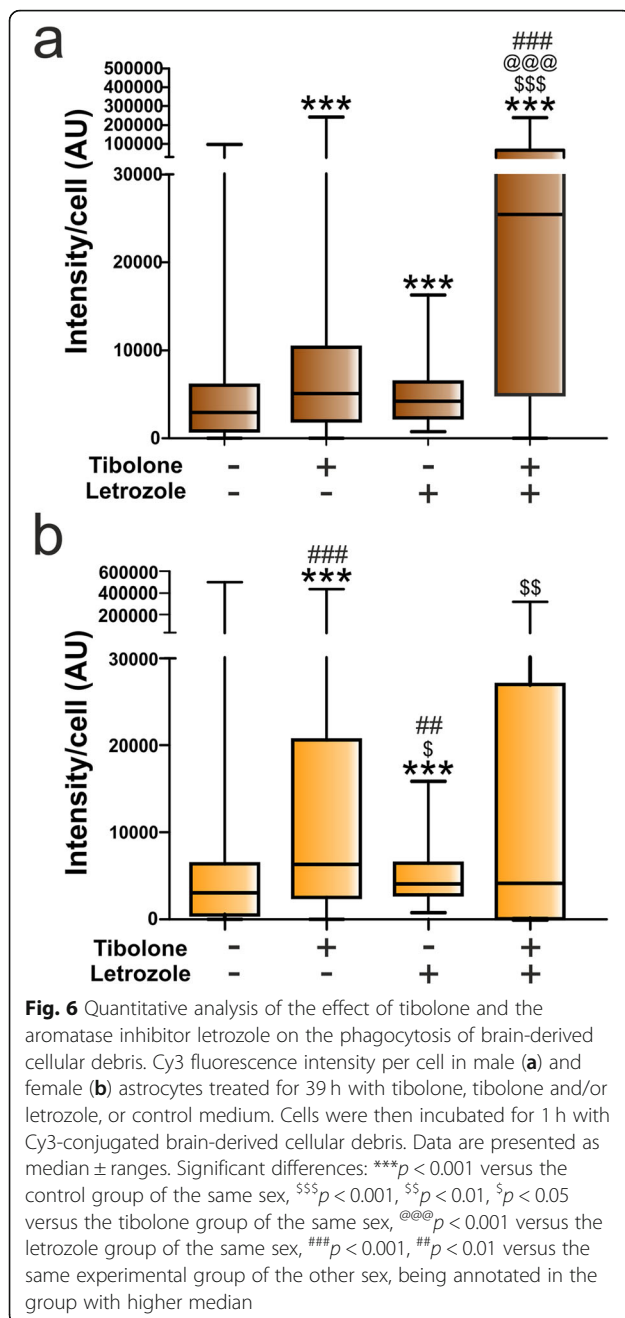 a
###
@@@
$$$
***
***
***
500000
400000
300000
200000
100000
30000
20000
10000
0
Intensity/cell (AU)
Tibolone - + - +
Letrozole - - + +
b
###
***
$$
##
$
***
600000
400000
200000
30000
20000
10000
0
Intensity/cell (AU)
Tibolone - + - +
Letrozole - - + +
Fig. 6 Quantitative analysis of the effect of tibolone and the
aromatase inhibitor letrozole on the phagocytosis of brain-derived
cellular debris. Cy3 fluorescence intensity per cell in male (a) and
female (b) astrocytes treated for 39 h with tibolone, tibolone and/or
letrozole, or control medium. Cells were then incubated for 1 h with
Cy3-conjugated brain-derived cellular debris. Data are presented as
median ± ranges. Significant differences: ***p < 0.001 versus the
control group of the same sex, $$$p < 0.001, $$p < 0.01, $p < 0.05
versus the tibolone group of the same sex, @@@p < 0.001 versus the
letrozole group of the same sex, ###p < 0.001, ##p < 0.01 versus the
same experimental group of the other sex, being annotated in the
group with higher median